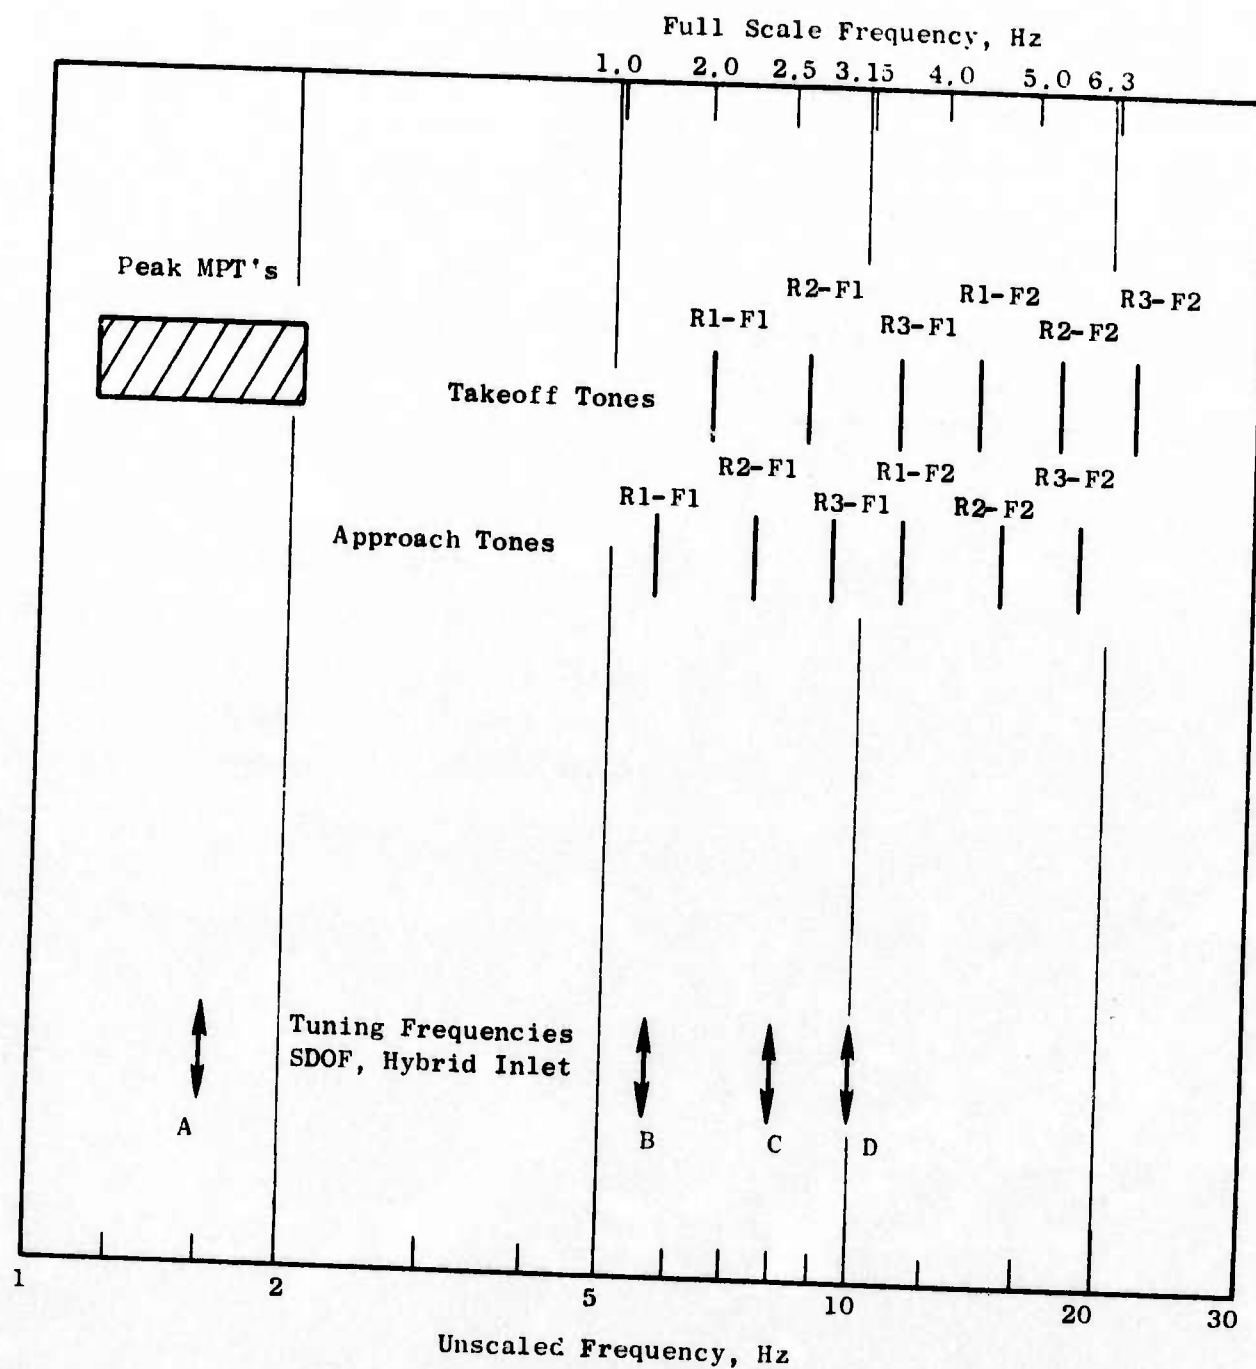 Full Scale Frequency, Hz
1.0 2.0 2.5 3.15 4.0 5.0 6.3
Peak MPT's
R2-F1 R1-F2 R3-F2
R1-F1 R3-F1 R2-F2
Takeoff Tones
R2-F1 R1-F2 R3-F2
R1-F1 R3-F1 R2-F2
Approach Tones
Tuning Frequencies
SDOF, Hybrid Inlet
A B C D
1 2 5 10 20 30
Unscaled Frequency, Hz